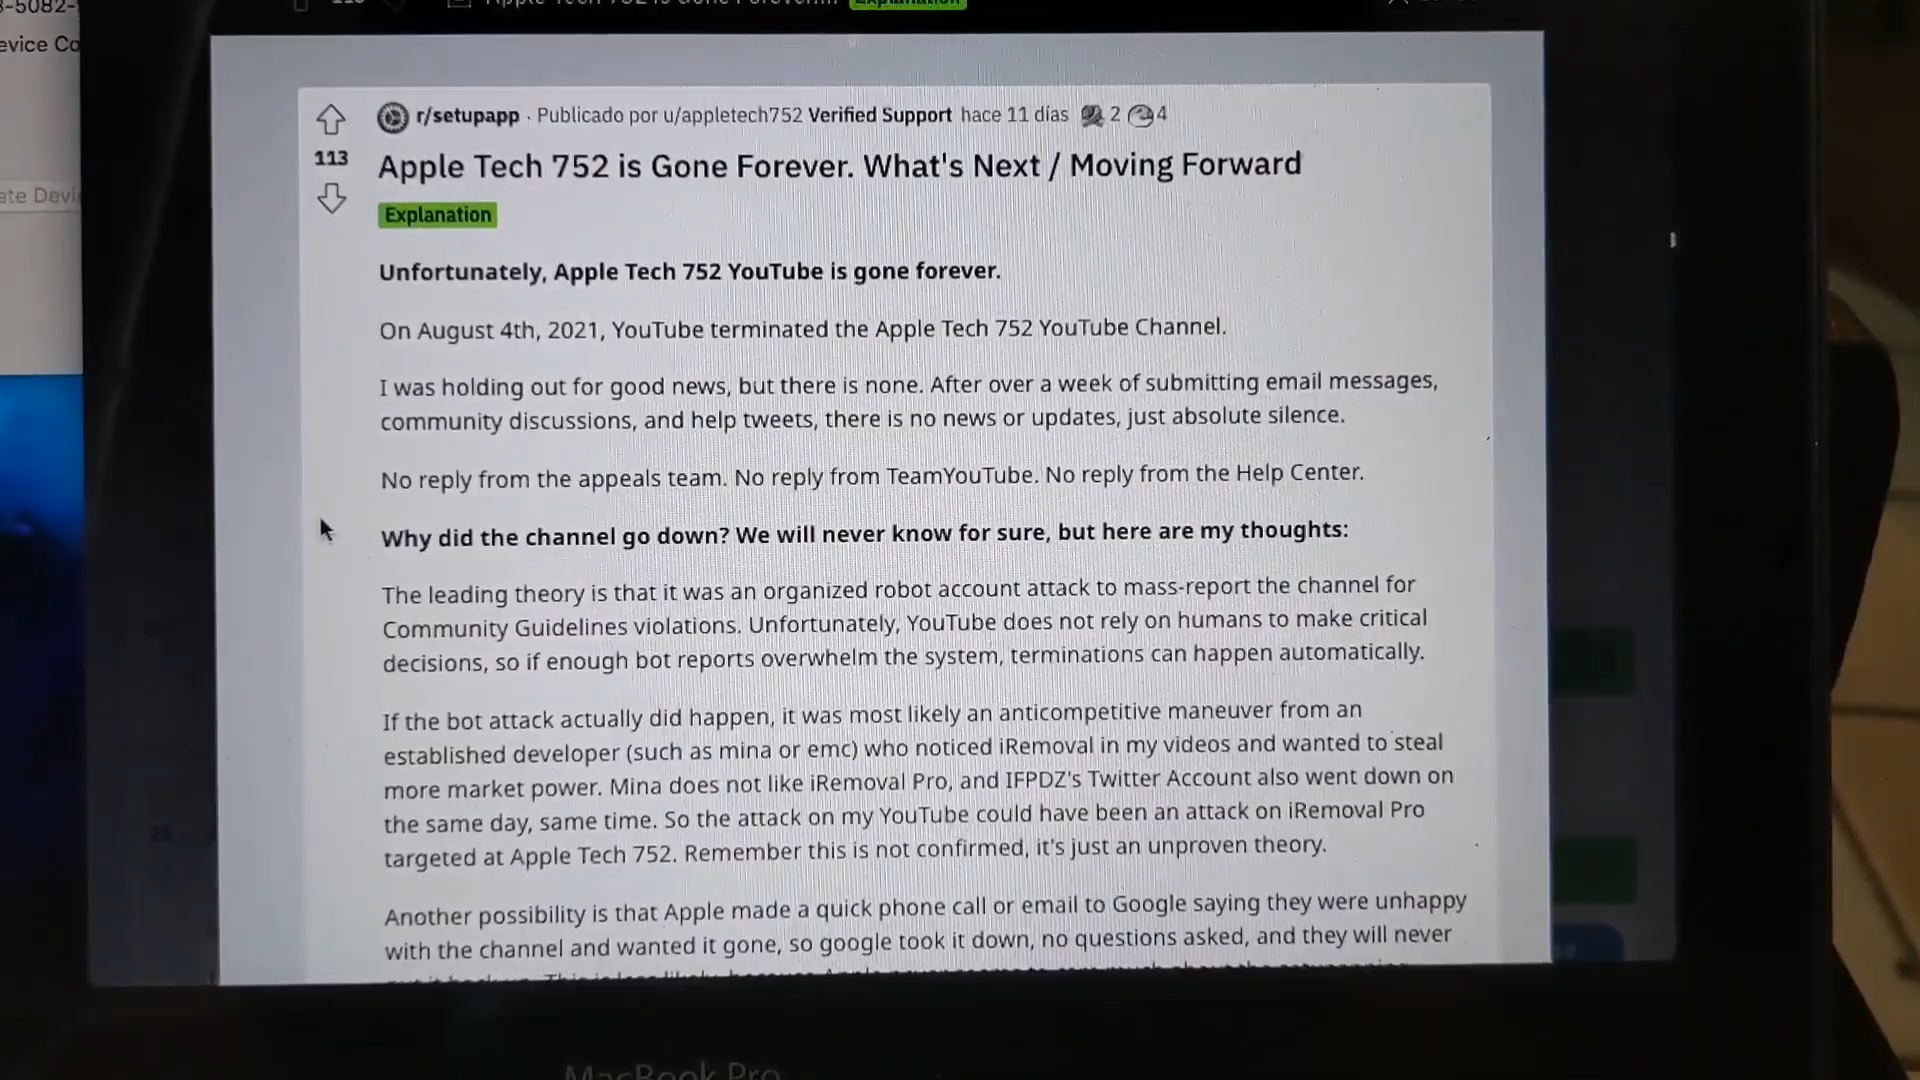 -5082-
evice Co
ate Devi
r/setupapp · Publicado por u/appletech752 Verified Support hace 11 días 2 4
113
Apple Tech 752 is Gone Forever. What's Next / Moving Forward
Explanation
Unfortunately, Apple Tech 752 YouTube is gone forever.
On August 4th, 2021, YouTube terminated the Apple Tech 752 YouTube Channel.
I was holding out for good news, but there is none. After over a week of submitting email messages,
community discussions, and help tweets, there is no news or updates, just absolute silence.
No reply from the appeals team. No reply from TeamYouTube. No reply from the Help Center.
Why did the channel go down? We will never know for sure, but here are my thoughts:
The leading theory is that it was an organized robot account attack to mass-report the channel for
Community Guidelines violations. Unfortunately, YouTube does not rely on humans to make critical
decisions, so if enough bot reports overwhelm the system, terminations can happen automatically.
If the bot attack actually did happen, it was most likely an anticompetitive maneuver from an
established developer (such as mina or emc) who noticed iRemoval in my videos and wanted to steal
more market power. Mina does not like iRemoval Pro, and IFPDZ's Twitter Account also went down on
the same day, same time. So the attack on my YouTube could have been an attack on iRemoval Pro
targeted at Apple Tech 752. Remember this is not confirmed, it's just an unproven theory.
Another possibility is that Apple made a quick phone call or email to Google saying they were unhappy
with the channel and wanted it gone, so google took it down, no questions asked, and they will never
MacBook Pro